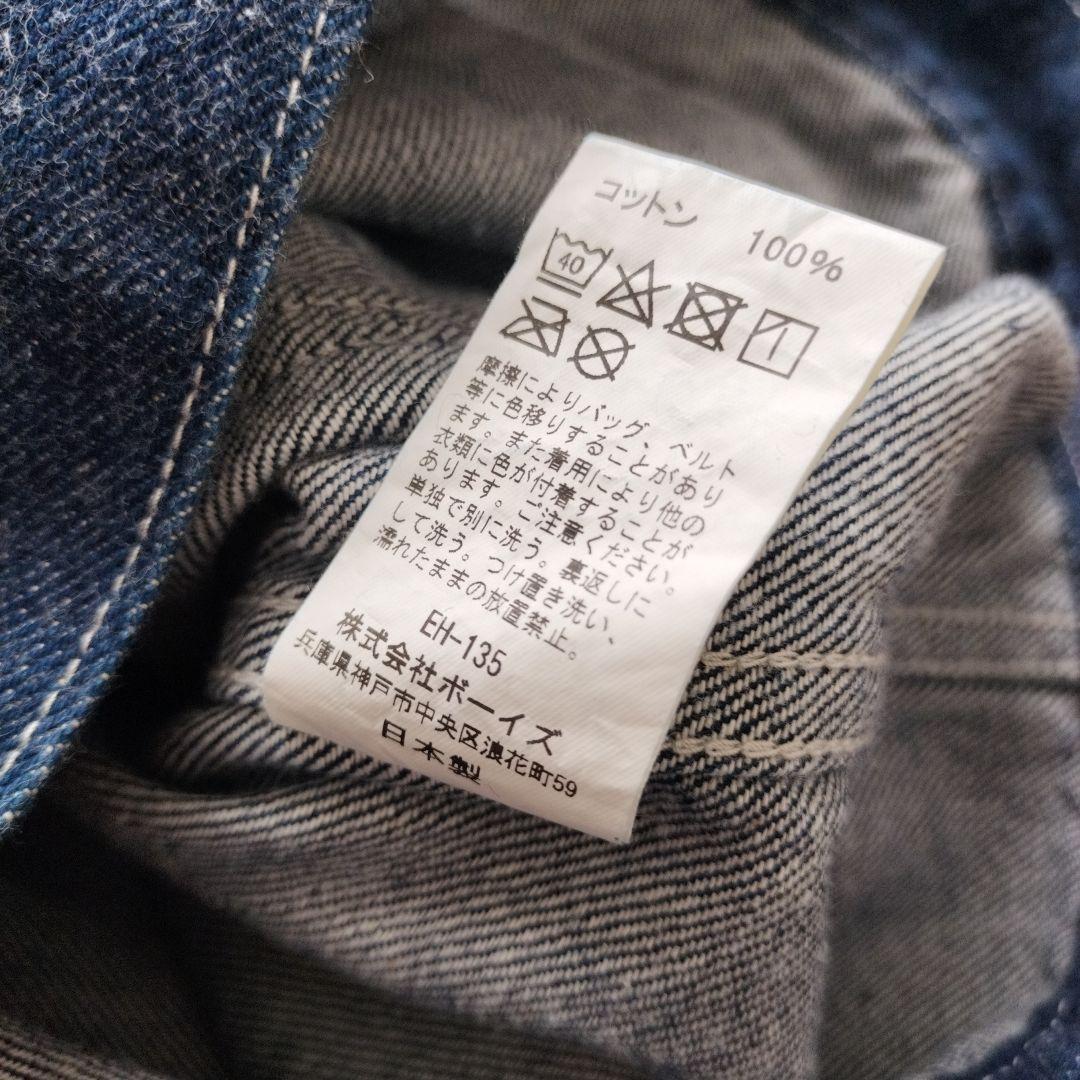 コットン 100%
40
摩擦によりバッグ、ベルト
等に色移りすることがあり
ます。また着用により他の
衣類に色が付着することが
あります。ご注意ください。
単独で別に洗う。裏返しに
して洗う。つけ置き洗い、
濡れたままの放置禁止。
EH-135
株式会社ボーイズ
兵庫県神戸市中央区浪花町59
日本製